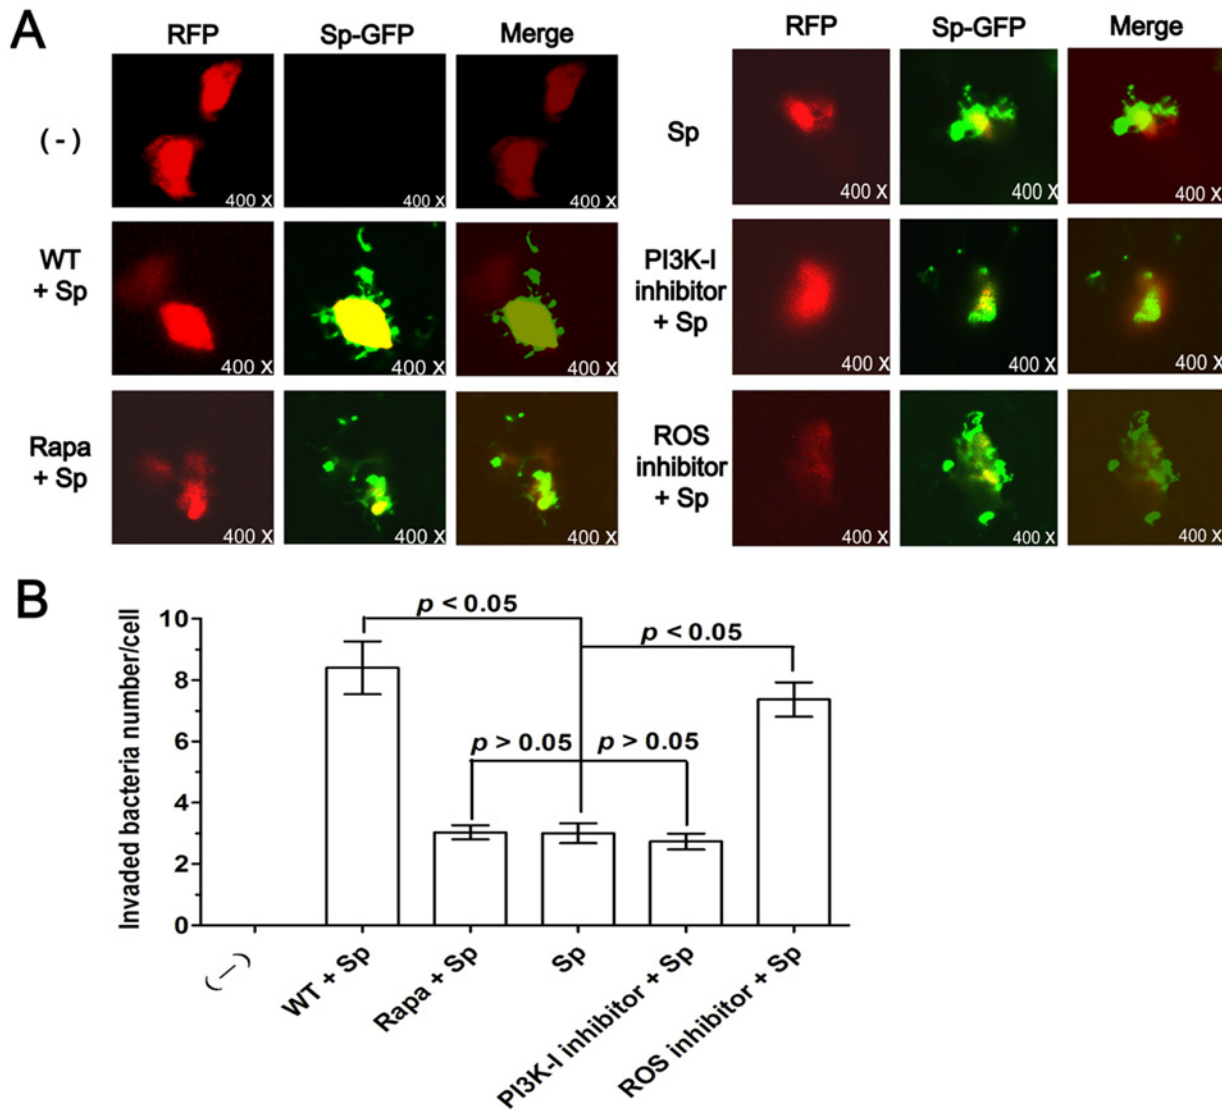 A
RFP Sp-GFP Merge
RFP Sp-GFP Merge
(-)
400 X 400 X 400 X
Sp
400 X 400 X 400 X
WT
+ Sp
400 X 400 X 400 X
PI3K-I
inhibitor
+ Sp
400 X 400 X 400 X
Rapa
+ Sp
400 X 400 X 400 X
ROS
inhibitor
+ Sp
400 X 400 X 400 X
B
Invaded bacteria number/cell
10
8
6
4
2
0
p < 0.05
p < 0.05
p > 0.05 p > 0.05
(—)
WT + Sp
Rapa + Sp
Sp
PI3K-I inhibitor + Sp
ROS inhibitor + Sp